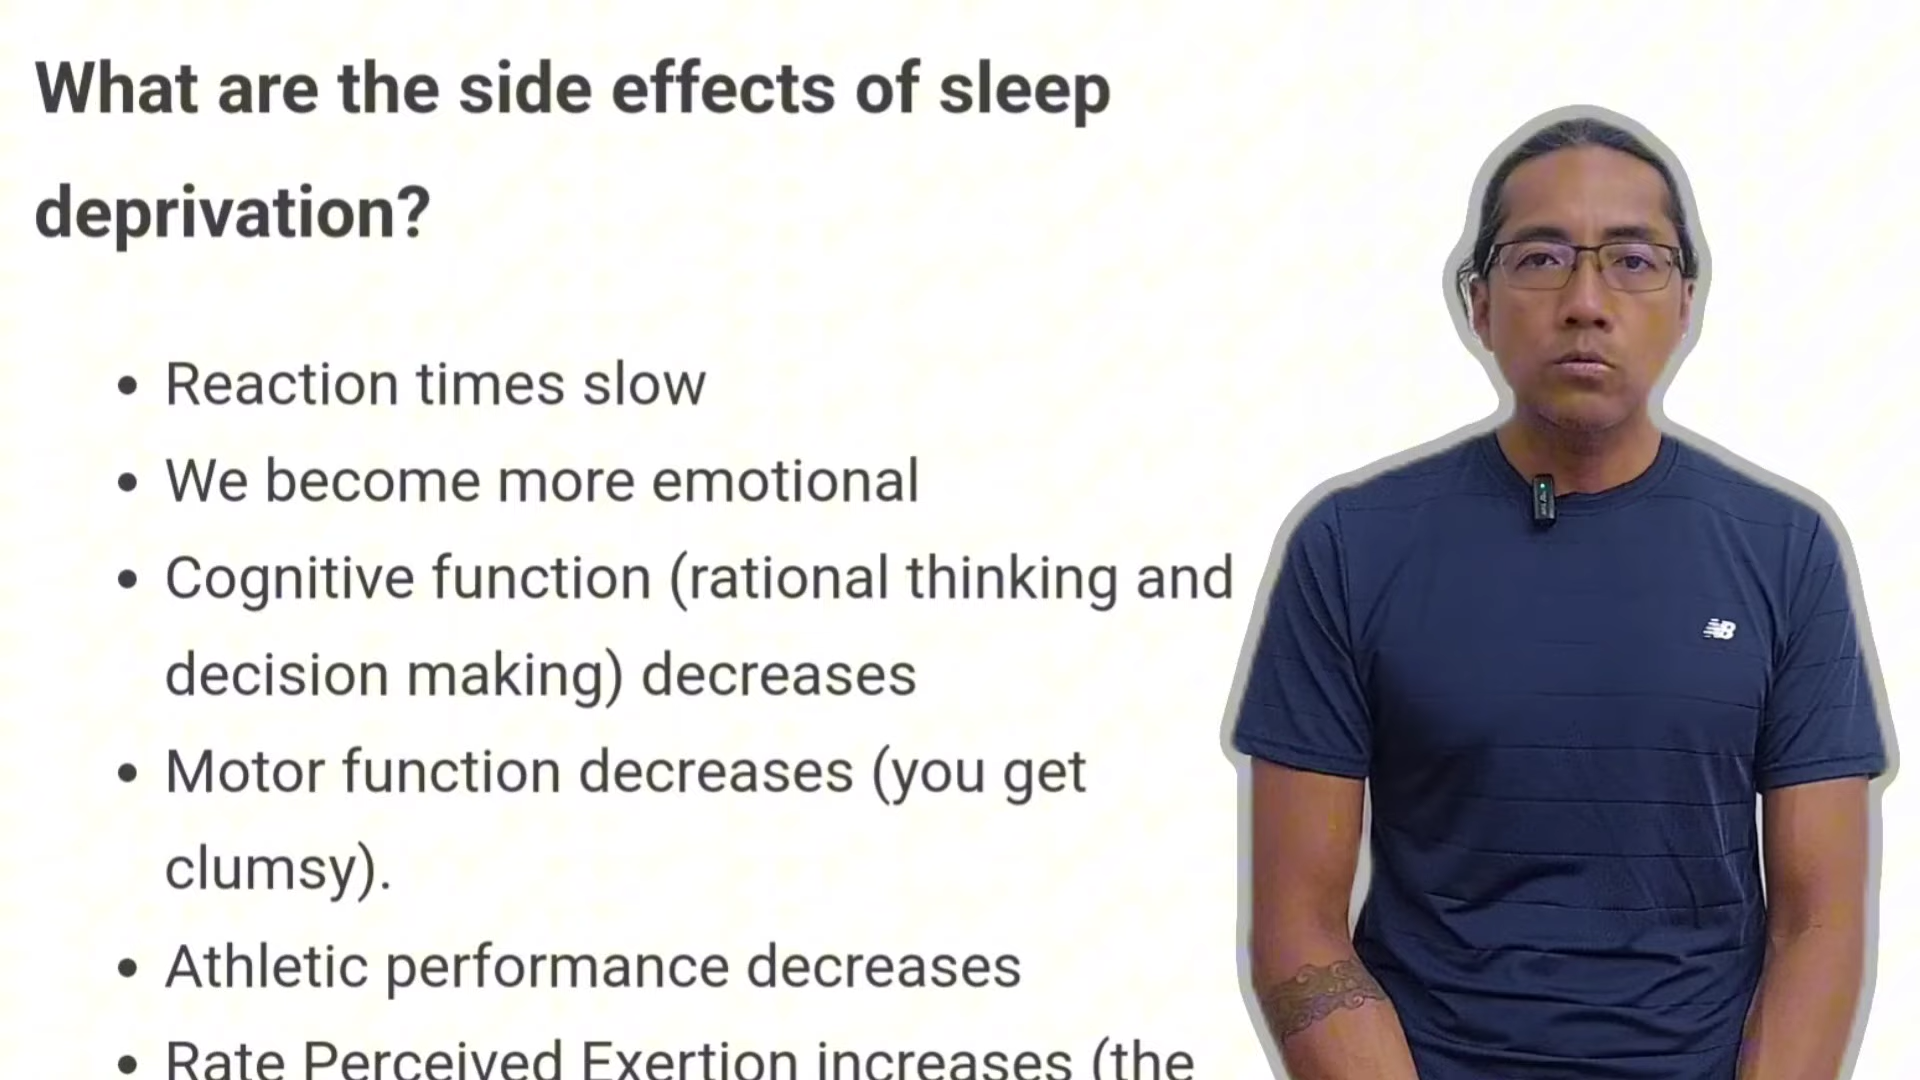 What are the side effects of sleep
deprivation?
• Reaction times slow
• We become more emotional
• Cognitive function (rational thinking and
decision making) decreases
• Motor function decreases (you get
clumsy).
• Athletic performance decreases
• Rate Perceived Exertion increases (the
NB